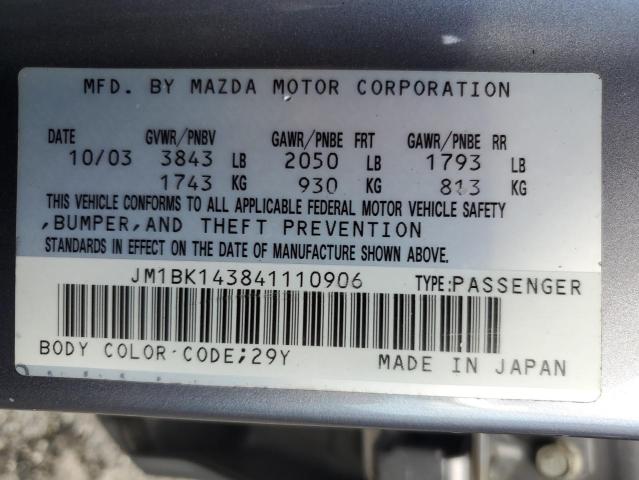 MFD. BY MAZDA MOTOR CORPORATION
DATE GVWR/PNBV GAWR/PNBE FRT GAWR/PNBE RR
10/03 3843 LB 2050 LB 1793 LB
1743 KG 930 KG 813 KG
THIS VEHICLE CONFORMS TO ALL APPLICABLE FEDERAL MOTOR VEHICLE SAFETY
,BUMPER,AND THEFT PREVENTION
STANDARDS IN EFFECT ON THE DATE OF MANUFACTURE SHOWN ABOVE.
JM1BK143841110906 TYPE:PASSENGER
BODY COLOR CODE;29Y MADE IN JAPAN